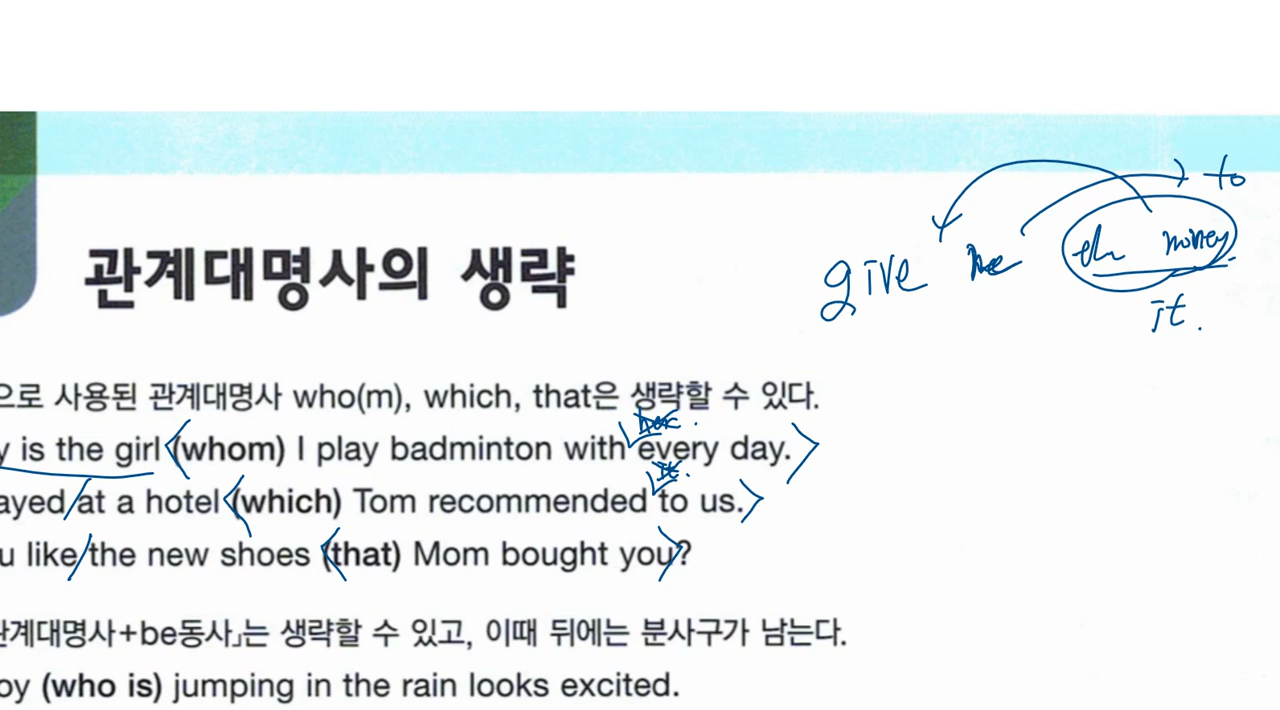 to
give me the money
it.
관계대명사의 생략
으로 사용된 관계대명사 who(m), which, that은 생략할 수 있다.
her.
y is the girl (whom) I play badminton with every day.
it.
ayed at a hotel (which) Tom recommended to us.
u like the new shoes (that) Mom bought you?
관계대명사+be동사」는 생략할 수 있고, 이때 뒤에는 분사구가 남는다.
oy (who is) jumping in the rain looks excited.